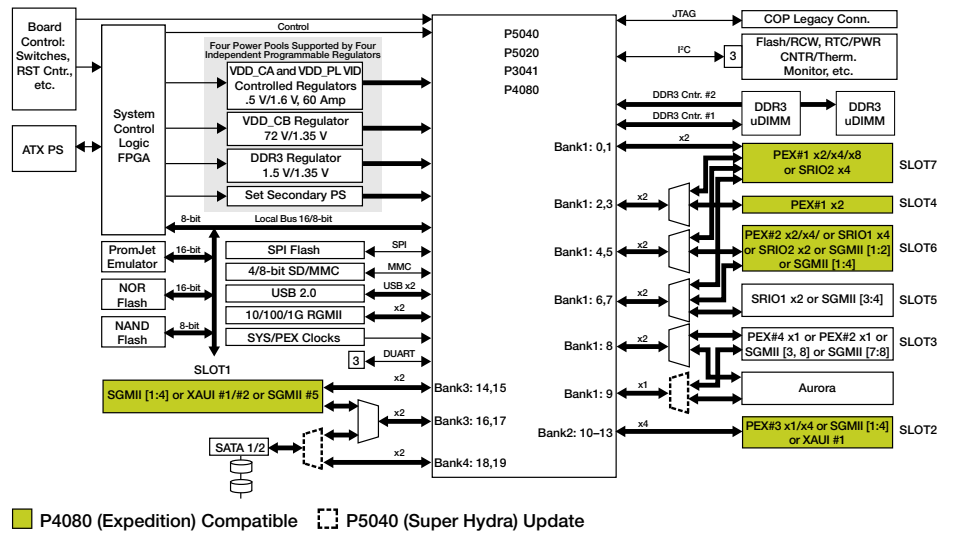 Board
Control:
Switches,
RST Cntr.,
etc.
ATX PS
System
Control
Logic
FPGA
Control
Four Power Pools Supported by Four
Independent Programmable Regulators
VDD_CA and VDD_PL VID
Controlled Regulators
.5 V/1.6 V, 60 Amp
VDD_CB Regulator
72 V/1.35 V
DDR3 Regulator
1.5 V/1.35 V
Set Secondary PS
8-bit
Local Bus 16/8-bit
PromJet
Emulator
16-bit
NOR
Flash
16-bit
NAND
Flash
8-bit
SPI Flash
SPI
4/8-bit SD/MMC
MMC
USB 2.0
USB x2
10/100/1G RGMII
x2
SYS/PEX Clocks
3
DUART
SLOT1
SGMII [1:4] or XAUI #1/#2 or SGMII #5
x2
Bank3: 14,15
x2
Bank3: 16,17
SATA 1/2
x2
Bank4: 18,19
P5040
P5020
P3041
P4080
JTAG
COP Legacy Conn.
I²C
3
Flash/RCW, RTC/PWR
CNTR/Therm.
Monitor, etc.
DDR3 Cntr. #2
DDR3 Cntr. #1
DDR3
uDIMM
DDR3
uDIMM
Bank1: 0,1
x2
PEX#1 x2/x4/x8
or SRIO2 x4
SLOT7
Bank1: 2,3
x2
PEX#1 x2
SLOT4
Bank1: 4,5
x2
PEX#2 x2/x4/ or SRIO1 x4
or SRIO2 x2 or SGMII [1:2]
or SGMII [1:4]
SLOT6
Bank1: 6,7
x2
SRIO1 x2 or SGMII [3:4]
SLOT5
Bank1: 8
x2
PEX#4 x1 or PEX#2 x1 or
SGMII [3, 8] or SGMII [7:8]
SLOT3
Bank1: 9
x1
Aurora
Bank2: 10–13
x4
PEX#3 x1/x4 or SGMII [1:4]
or XAUI #1
SLOT2
P4080 (Expedition) Compatible
P5040 (Super Hydra) Update